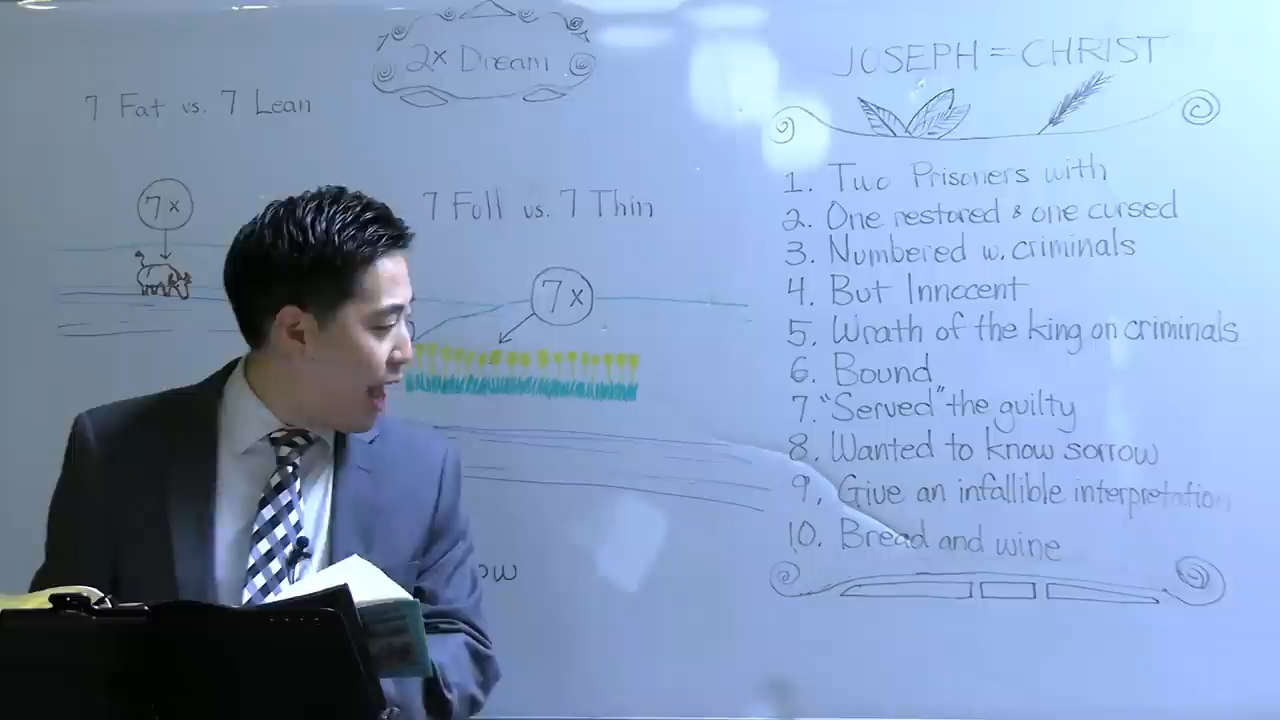 2x Dream
7 Fat vs. 7 Lean
7x
7 Full vs. 7 Thin
7x
JOSEPH = CHRIST
1. Two Prisoners with
2. One restored & one cursed
3. Numbered w. criminals
4. But Innocent
5. Wrath of the king on criminals
6. Bound
7. "Served" the guilty
8. Wanted to know sorrow
9. Give an infallible interpretation
10. Bread and wine